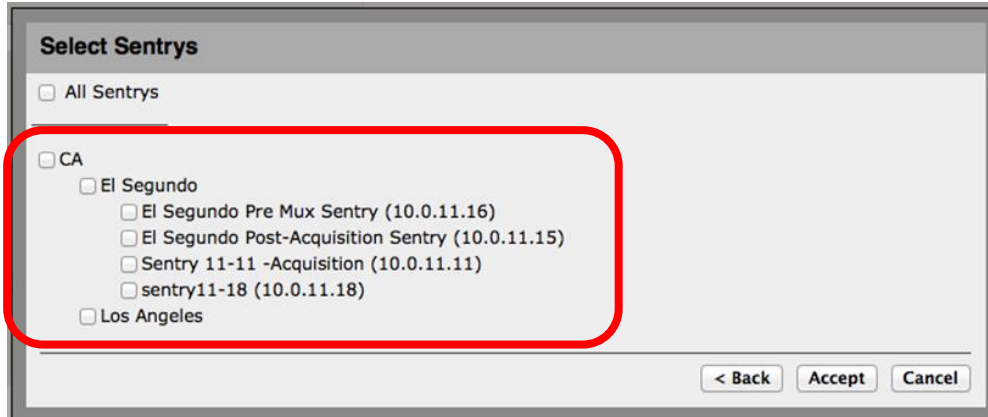 Select Sentrys
All Sentrys
CA
El Segundo
El Segundo Pre Mux Sentry (10.0.11.16)
El Segundo Post-Acquisition Sentry (10.0.11.15)
Sentry 11-11 -Acquisition (10.0.11.11)
sentry11-18 (10.0.11.18)
Los Angeles
< Back Accept Cancel